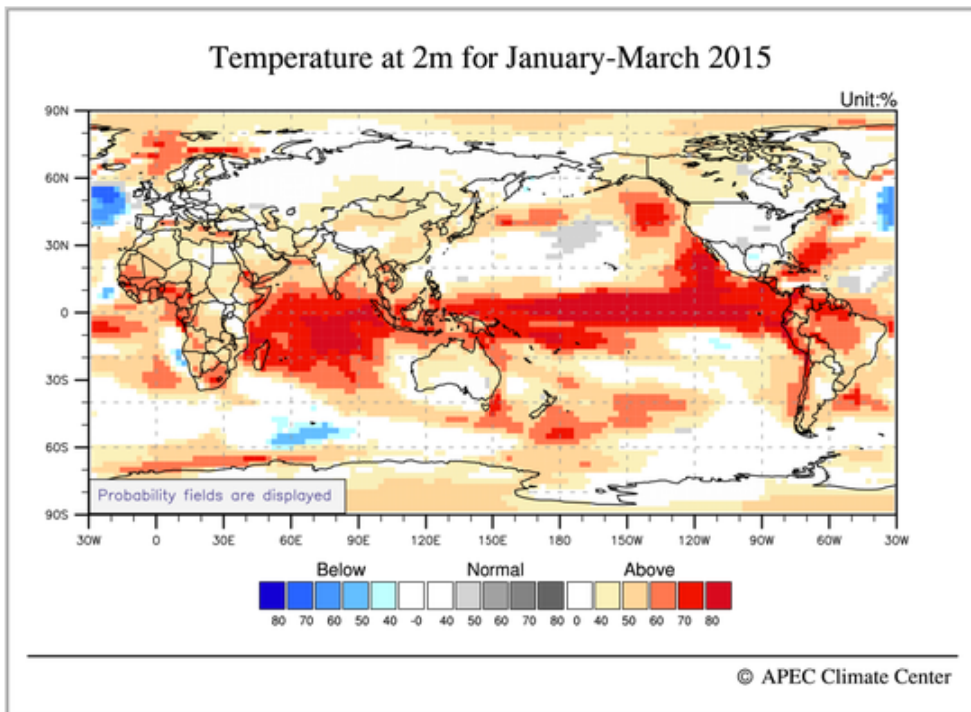 Temperature at 2m for January-March 2015
Unit:%
90N
60N
30N
0
30S
60S
90S
Probability fields are displayed
30W 0 30E 60E 90E 120E 150E 180 150W 120W 90W 60W 30W
Below Normal Above
80 70 60 50 40 -0 40 50 60 70 80 0 40 50 60 70 80
© APEC Climate Center